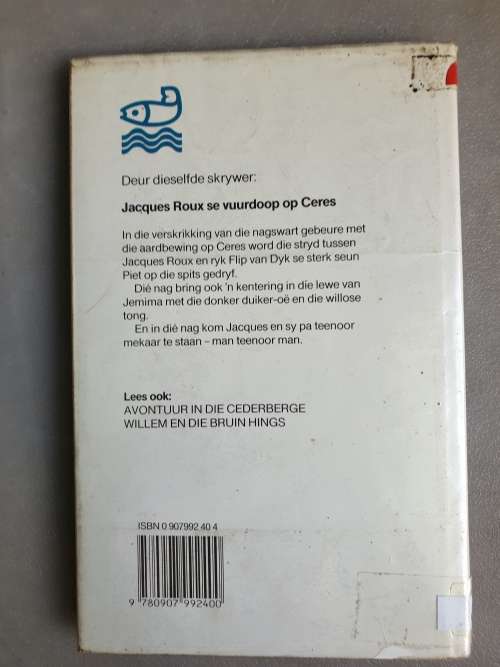 Deur dieselfde skrywer:
Jacques Roux se vuurdoop op Ceres
In die verskrikking van die nagswart gebeure met
die aardbewing op Ceres word die stryd tussen
Jacques Roux en ryk Flip van Dyk se sterk seun
Piet op die spits gedryf.
Dié nag bring ook 'n kentering in die lewe van
Jemima met die donker duiker-oë en die willose
tong.
En in dié nag kom Jacques en sy pa teenoor
mekaar te staan – man teenoor man.
Lees ook:
AVONTUUR IN DIE CEDERBERGE
WILLEM EN DIE BRUIN HINGS
ISBN 0 907992 40 4
9 780907 992400